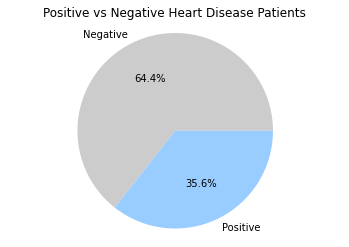 Positive vs Negative Heart Disease Patients
Negative
64.4%
35.6%
Positive